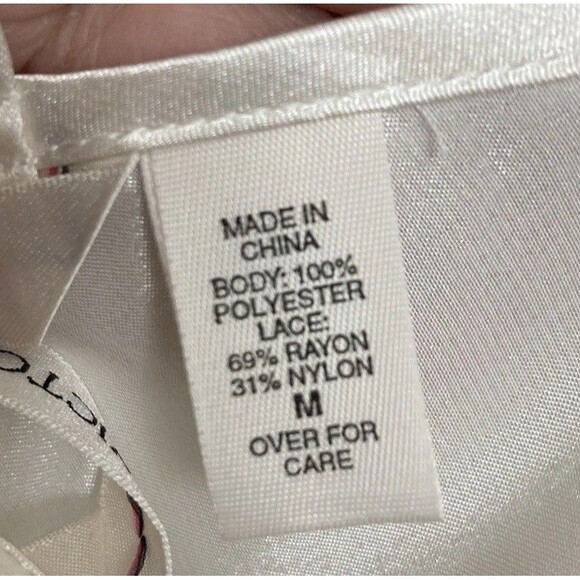 MADE IN
CHINA
BODY: 100%
POLYESTER
LACE:
69% RAYON
31% NYLON
M
OVER FOR
CARE